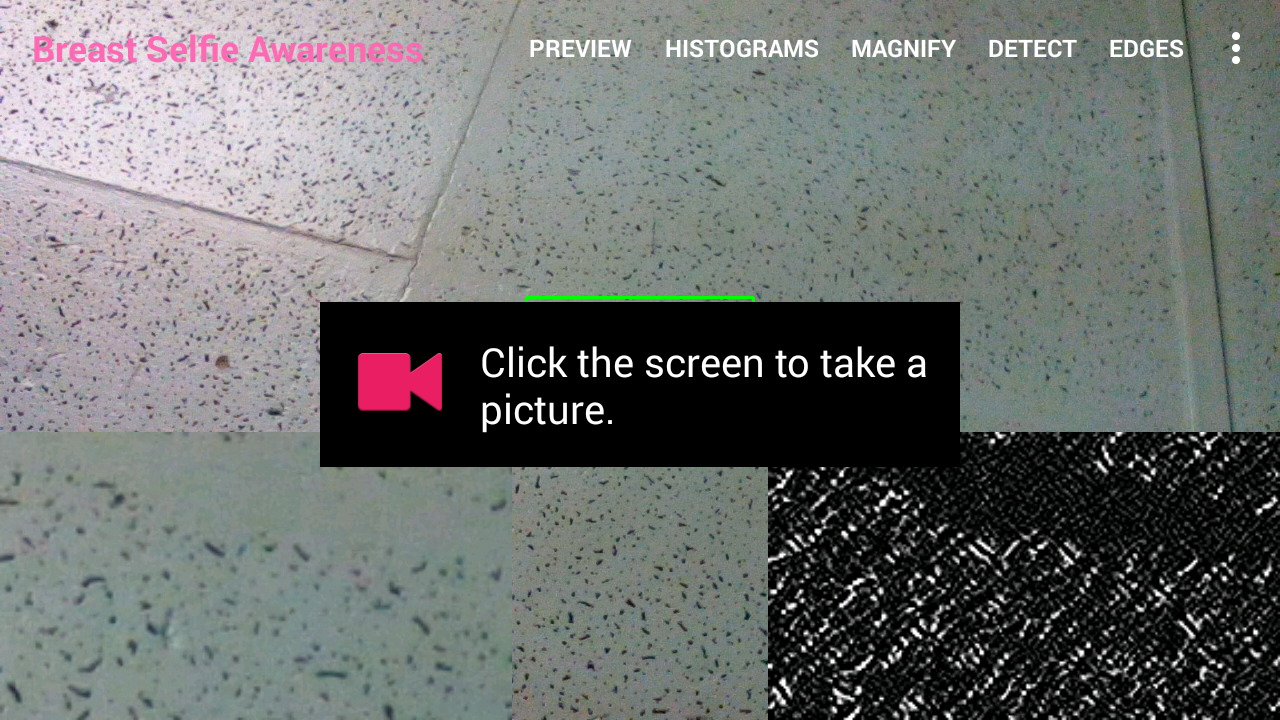 Breast Selfie Awareness
PREVIEW HISTOGRAMS MAGNIFY DETECT EDGES
Click the screen to take a
picture.